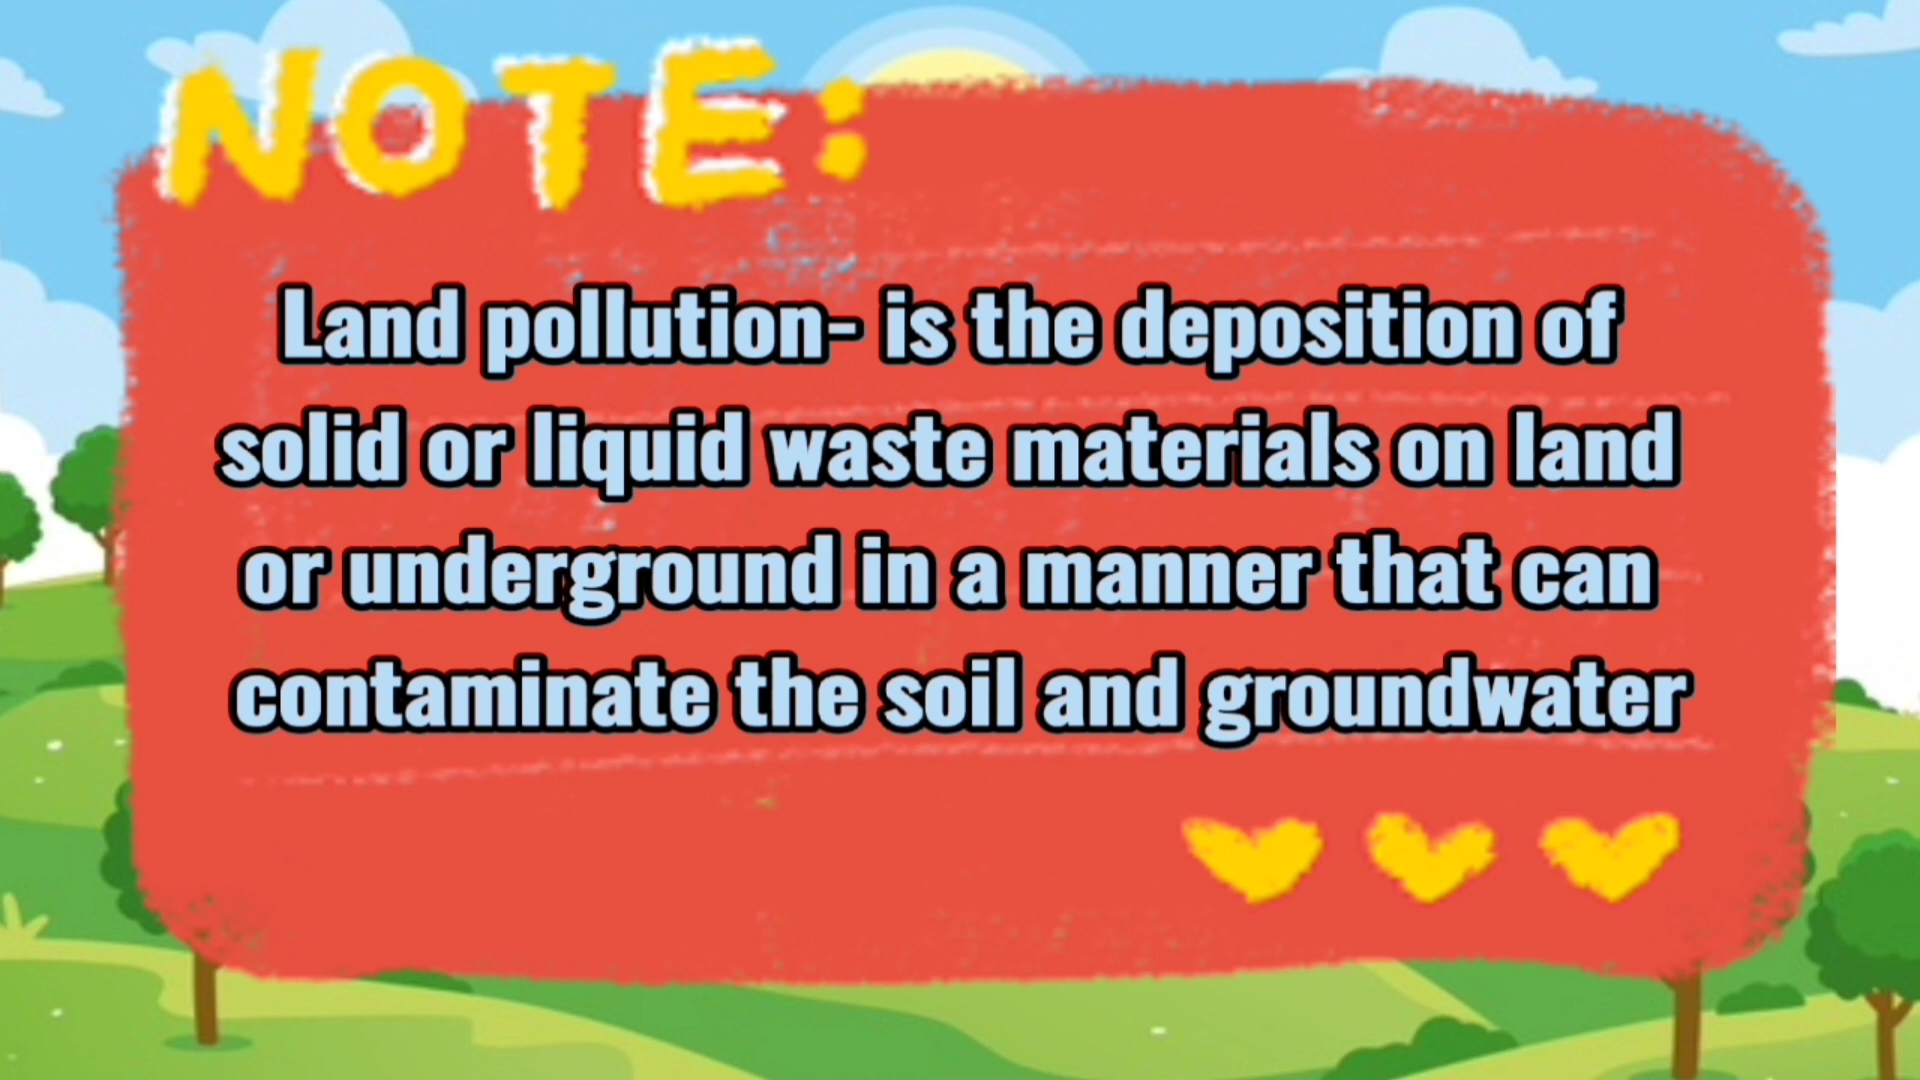 NOTE:
Land pollution- is the deposition of
solid or liquid waste materials on land
or underground in a manner that can
contaminate the soil and groundwater